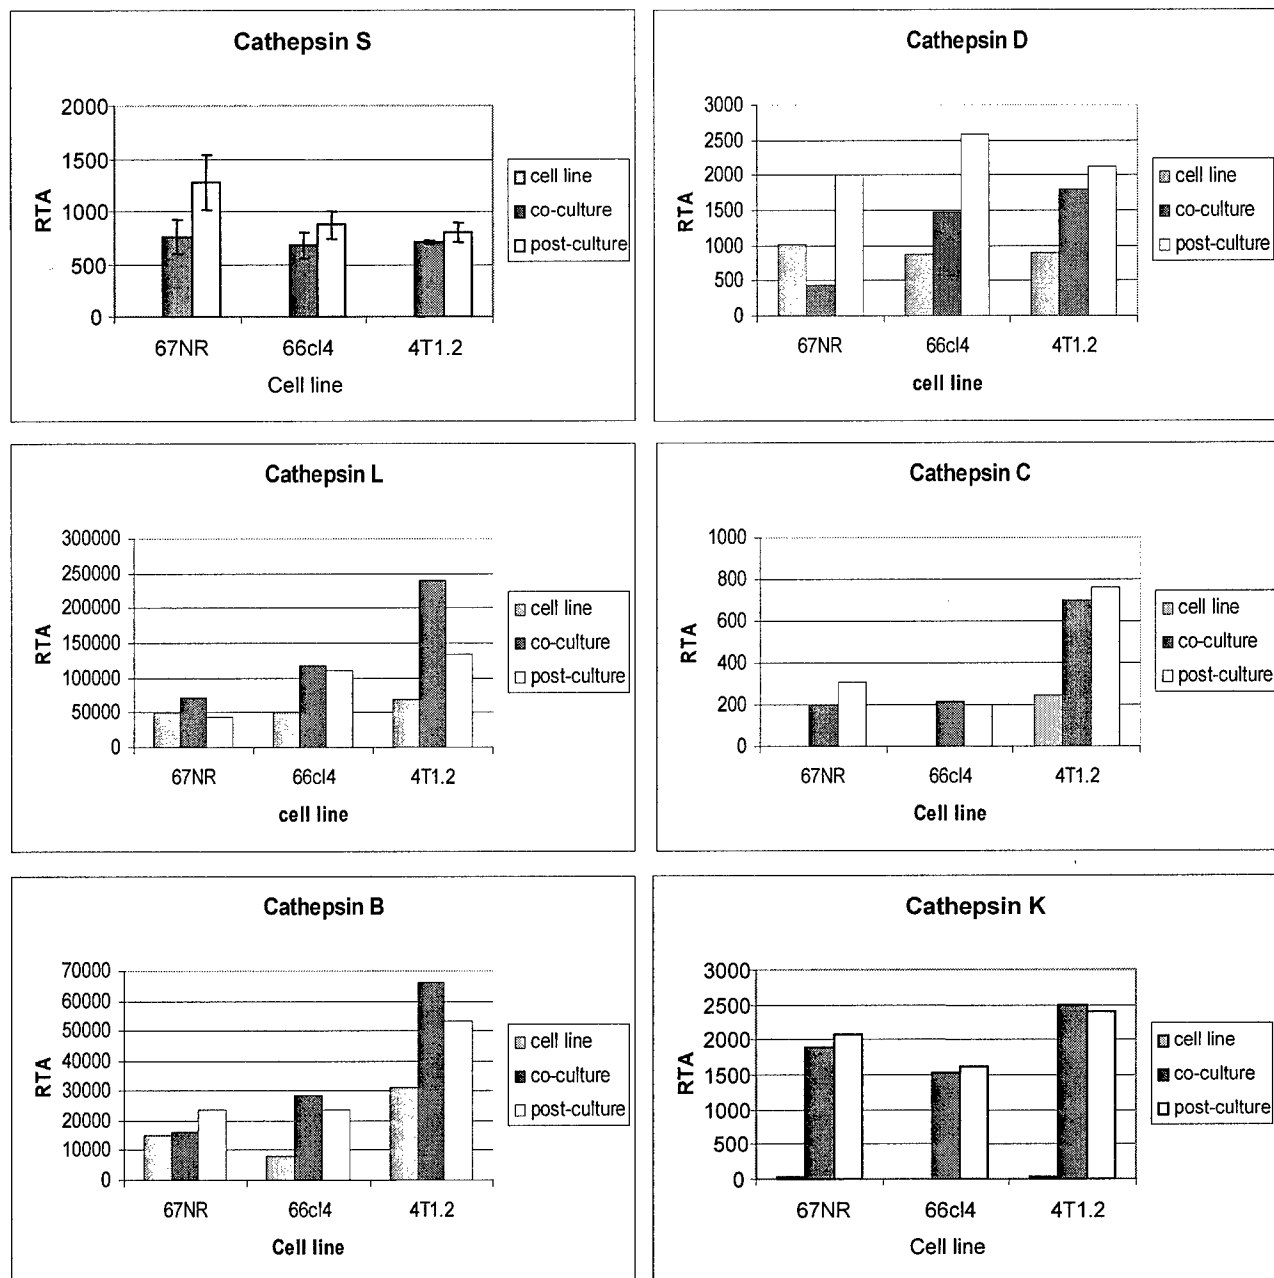 Cathepsin S
2000
1500
1000
500
0
RTA
67NR 66cl4 4T1.2
Cell line
cell line
co-culture
post-culture
Cathepsin D
3000
2500
2000
1500
1000
500
0
RTA
67NR 66cl4 4T1.2
cell line
cell line
co-culture
post-culture
Cathepsin L
300000
250000
200000
150000
100000
50000
0
RTA
67NR 66cl4 4T1.2
cell line
cell line
co-culture
post-culture
Cathepsin C
1000
800
600
400
200
0
RTA
67NR 66cl4 4T1.2
Cell line
cell line
co-culture
post-culture
Cathepsin B
70000
60000
50000
40000
30000
20000
10000
0
RTA
67NR 66cl4 4T1.2
Cell line
cell line
co-culture
post-culture
Cathepsin K
3000
2500
2000
1500
1000
500
0
RTA
67NR 66cl4 4T1.2
Cell line
cell line
co-culture
post-culture